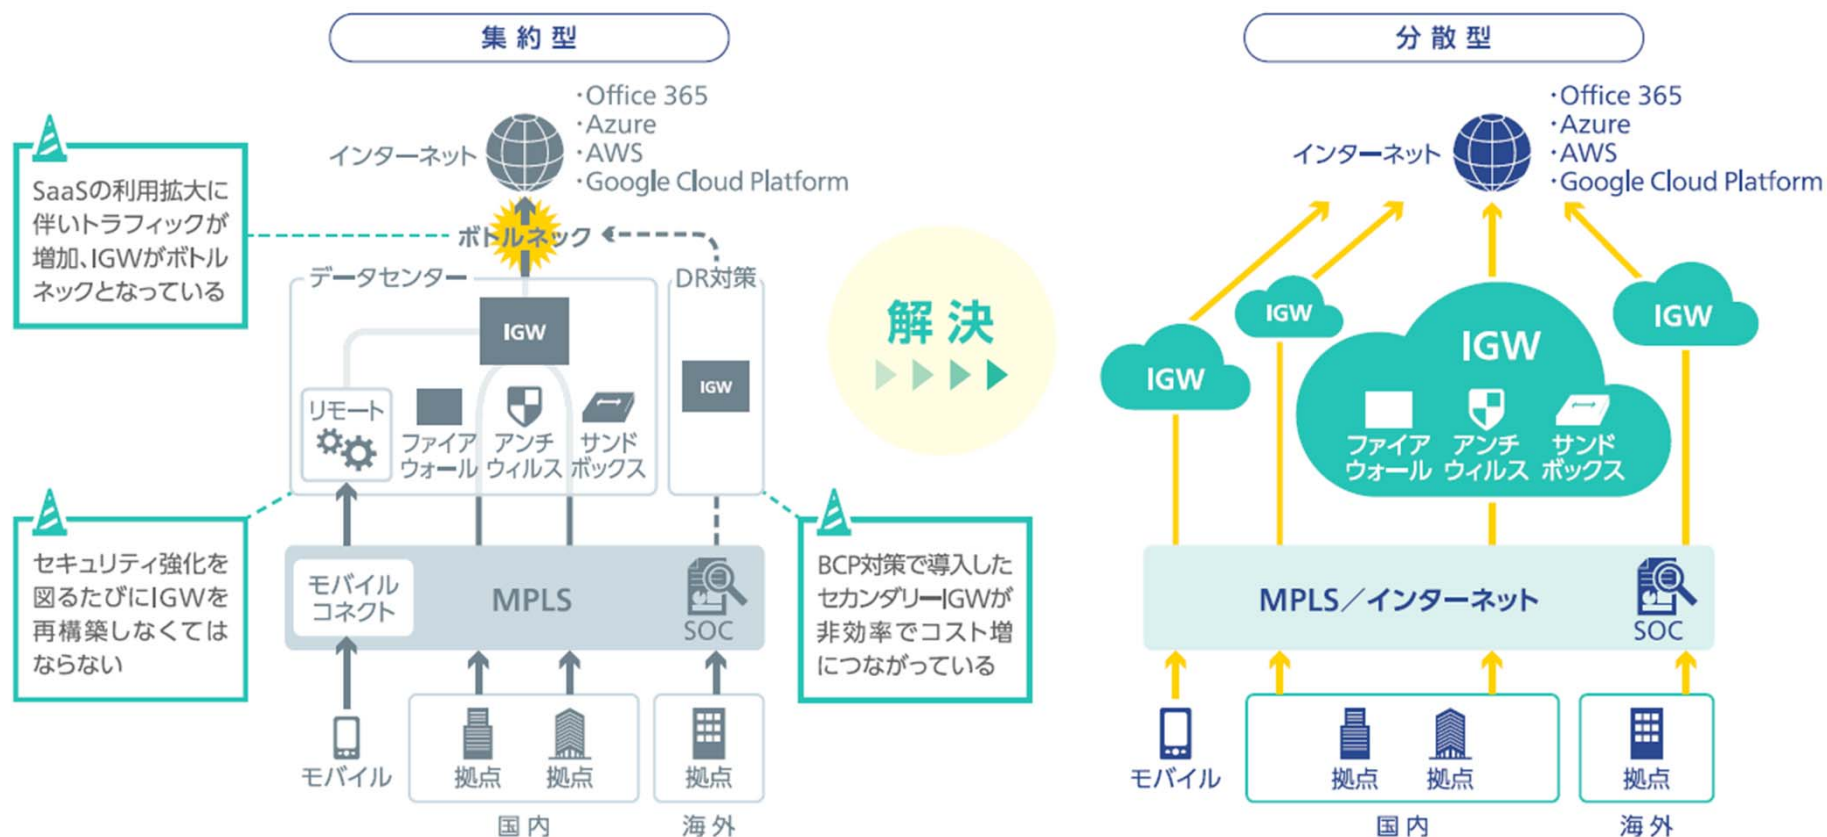 集約型
・Office 365
・Azure
・AWS
・Google Cloud Platform
インターネット
SaaSの利用拡大に
伴いトラフィックが
増加、IGWがボトル
ネックとなっている
ボトルネック
データセンター
DR対策
IGW
IGW
リモート
ファイア
ウォール
アンチ
ウィルス
サンド
ボックス
セキュリティ強化を
図るたびにIGWを
再構築しなくては
ならない
BCP対策で導入した
セカンダリーIGWが
非効率でコスト増
につながっている
モバイル
コネクト
MPLS
SOC
モバイル
拠点
拠点
拠点
国内
海外
解決
分散型
・Office 365
・Azure
・AWS
・Google Cloud Platform
インターネット
IGW
IGW
IGW
IGW
ファイア
ウォール
アンチ
ウィルス
サンド
ボックス
MPLS／インターネット
SOC
モバイル
拠点
拠点
拠点
国内
海外